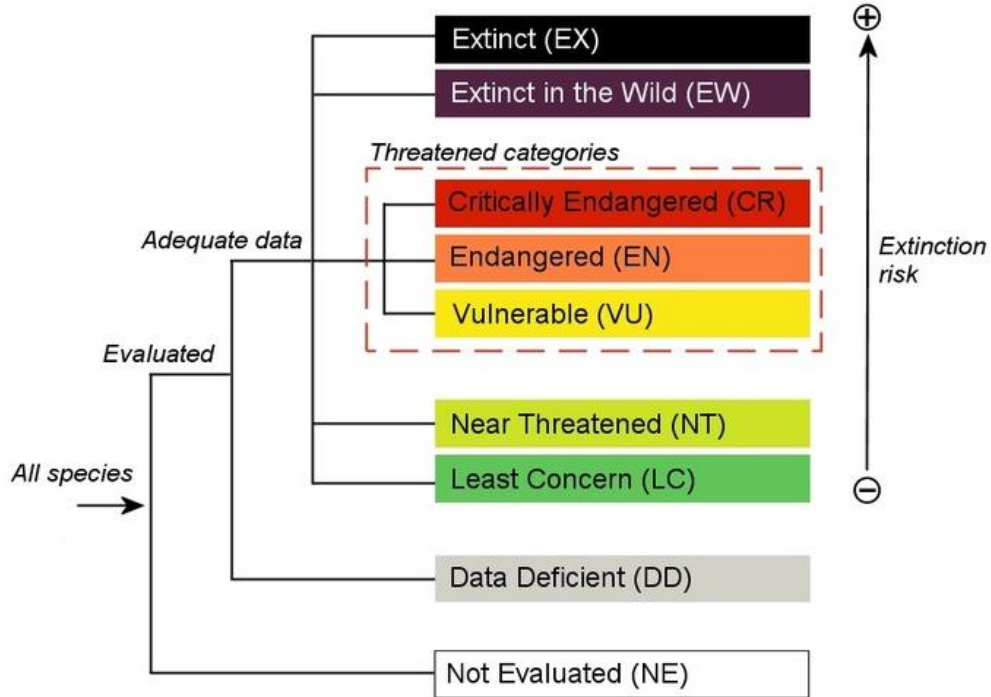 Extinct (EX)
Extinct in the Wild (EW)
Threatened categories
Critically Endangered (CR)
Adequate data
Endangered (EN)
Extinction
risk
Vulnerable (VU)
Evaluated
Near Threatened (NT)
All species
Least Concern (LC)
Data Deficient (DD)
Not Evaluated (NE)